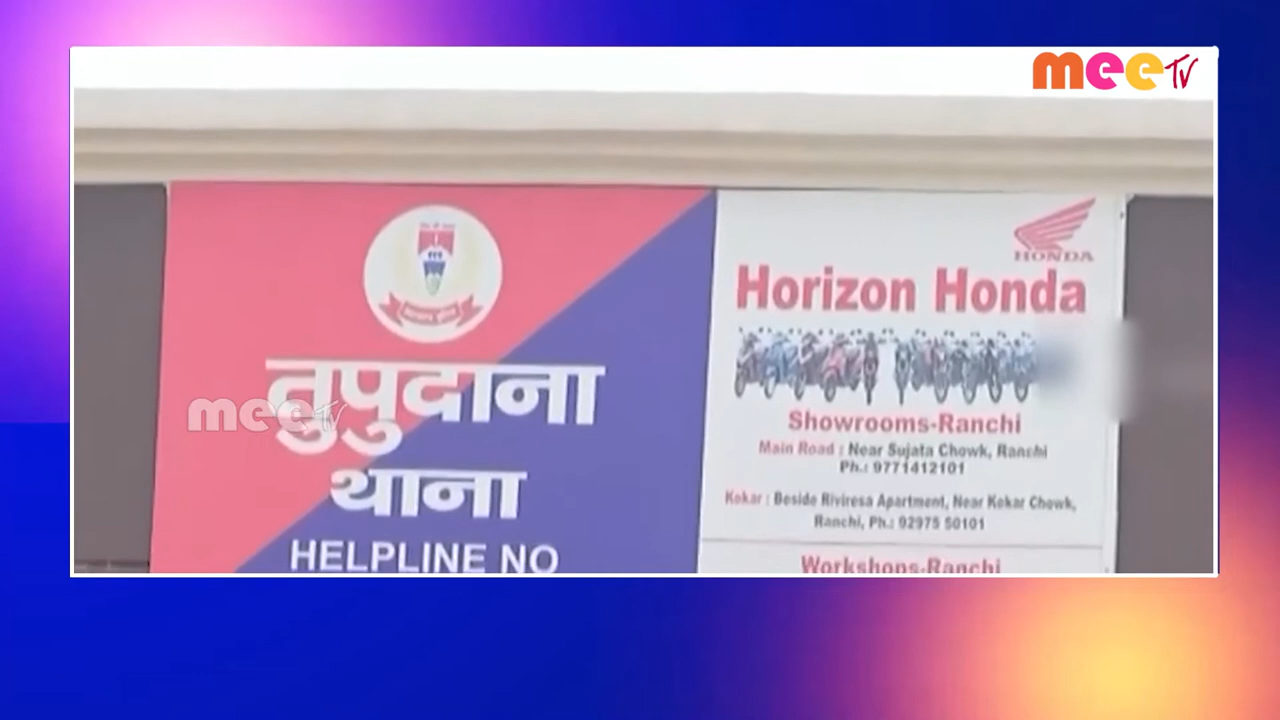 meeTV
HONDA
Horizon Honda
तुपुदाना
meeTV
Showrooms-Ranchi
Main Road : Near Sujata Chowk, Ranchi
Ph.: 9771412101
थाना
Kokar : Beside Riviresa Apartment, Near Kokar Chowk,
Ranchi, Ph.: 92975 50101
HELPLINE NO
Workshops-Ranchi